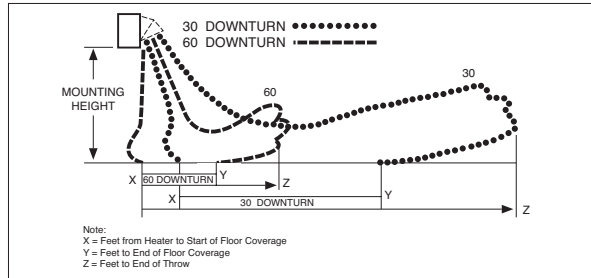 30 DOWNTURN
60 DOWNTURN
MOUNTING
HEIGHT
60
30
X
60 DOWNTURN
Y
Z
X
30 DOWNTURN
Y
Z
Note:
X = Feet from Heater to Start of Floor Coverage
Y = Feet to End of Floor Coverage
Z = Feet to End of Throw